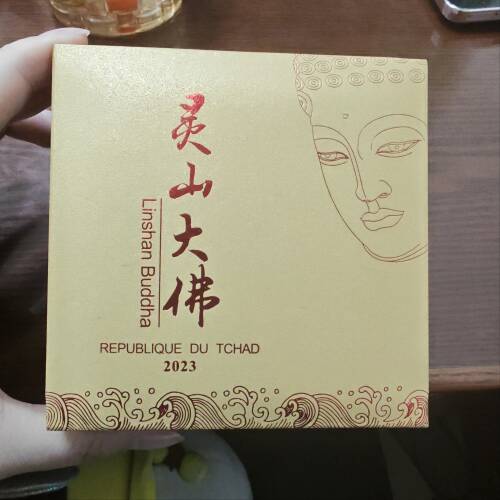 灵山大佛
Linshan Buddha
REPUBLIQUE DU TCHAD
2023